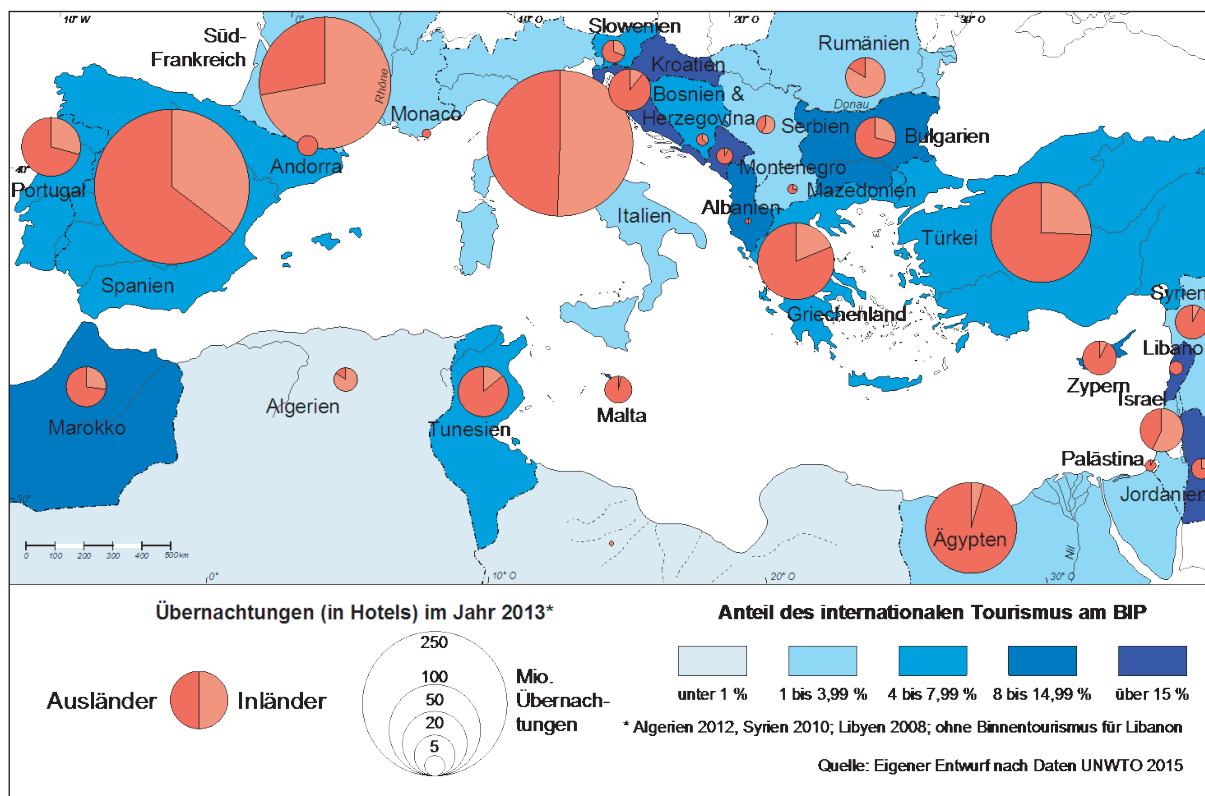 10° W
0°
10° O
20° O
30° O
Süd-
Frankreich
Rhône
Monaco
Andorra
Slowenien
Kroatien
Bosnien &
Herzegovina
Rumänien
Donau
Serbien
Bulgarien
Montenegro
Mazedonien
Albanien
40°
Portugal
Spanien
Italien
Türkei
Griechenland
Syrien
Libano
Zypern
Israel
Palästina
Jordanien
Marokko
Algerien
Tunesien
Malta
Ägypten
Nil
0 100 200 300 400 500 km
0°
10° O
20° O
30° O
Übernachtungen (in Hotels) im Jahr 2013*
Ausländer
Inländer
250
100
50
20
5
Mio.
Übernach-
tungen
Anteil des internationalen Tourismus am BIP
unter 1 %
1 bis 3,99 %
4 bis 7,99 %
8 bis 14,99 %
über 15 %
* Algerien 2012, Syrien 2010; Libyen 2008; ohne Binnentourismus für Libanon
Quelle: Eigener Entwurf nach Daten UNWTO 2015